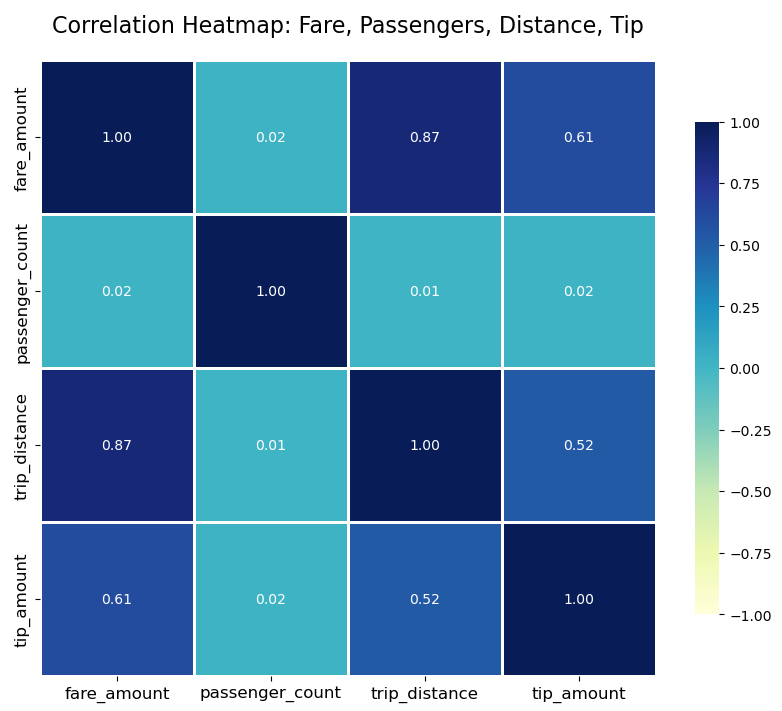 Correlation Heatmap: Fare, Passengers, Distance, Tip
fare_amount
1.00 0.02 0.87 0.61
passenger_count
0.02 1.00 0.01 0.02
trip_distance
0.87 0.01 1.00 0.52
tip_amount
0.61 0.02 0.52 1.00
fare_amount passenger_count trip_distance tip_amount
1.00
0.75
0.50
0.25
0.00
−0.25
−0.50
−0.75
−1.00